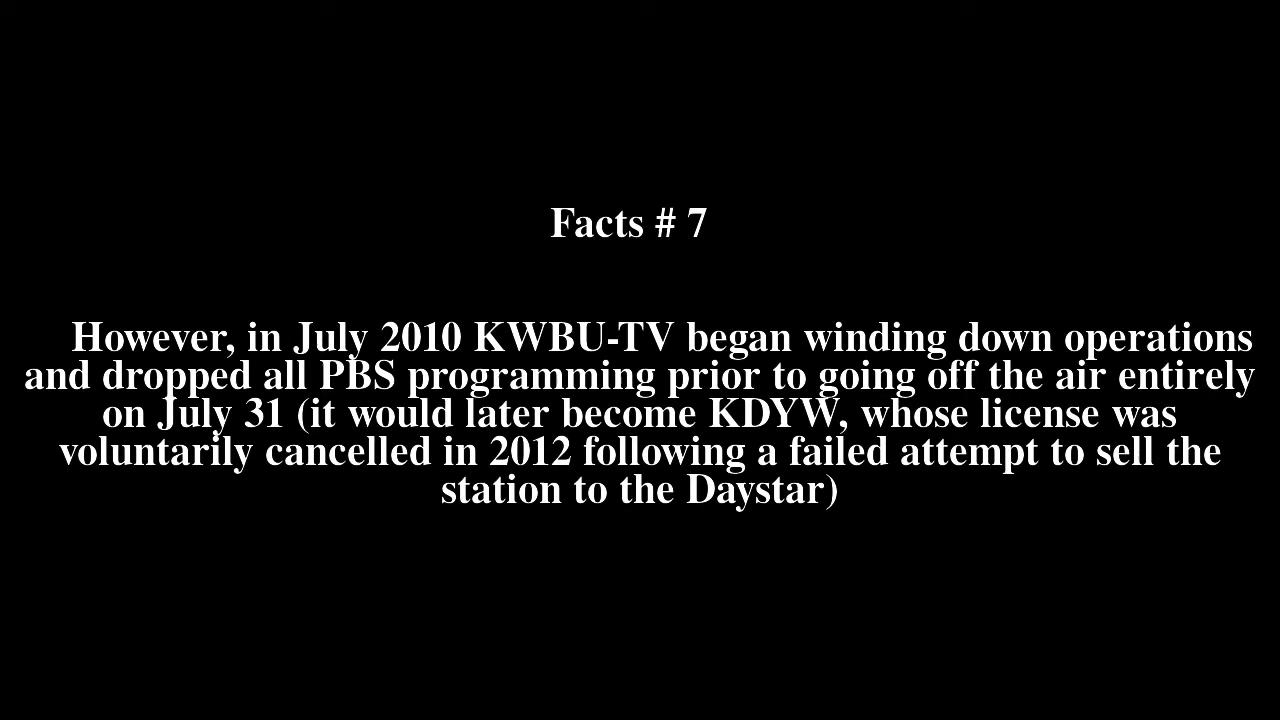 Facts # 7
However, in July 2010 KWBU-TV began winding down operations
and dropped all PBS programming prior to going off the air entirely
on July 31 (it would later become KDYW, whose license was
voluntarily cancelled in 2012 following a failed attempt to sell the
station to the Daystar)